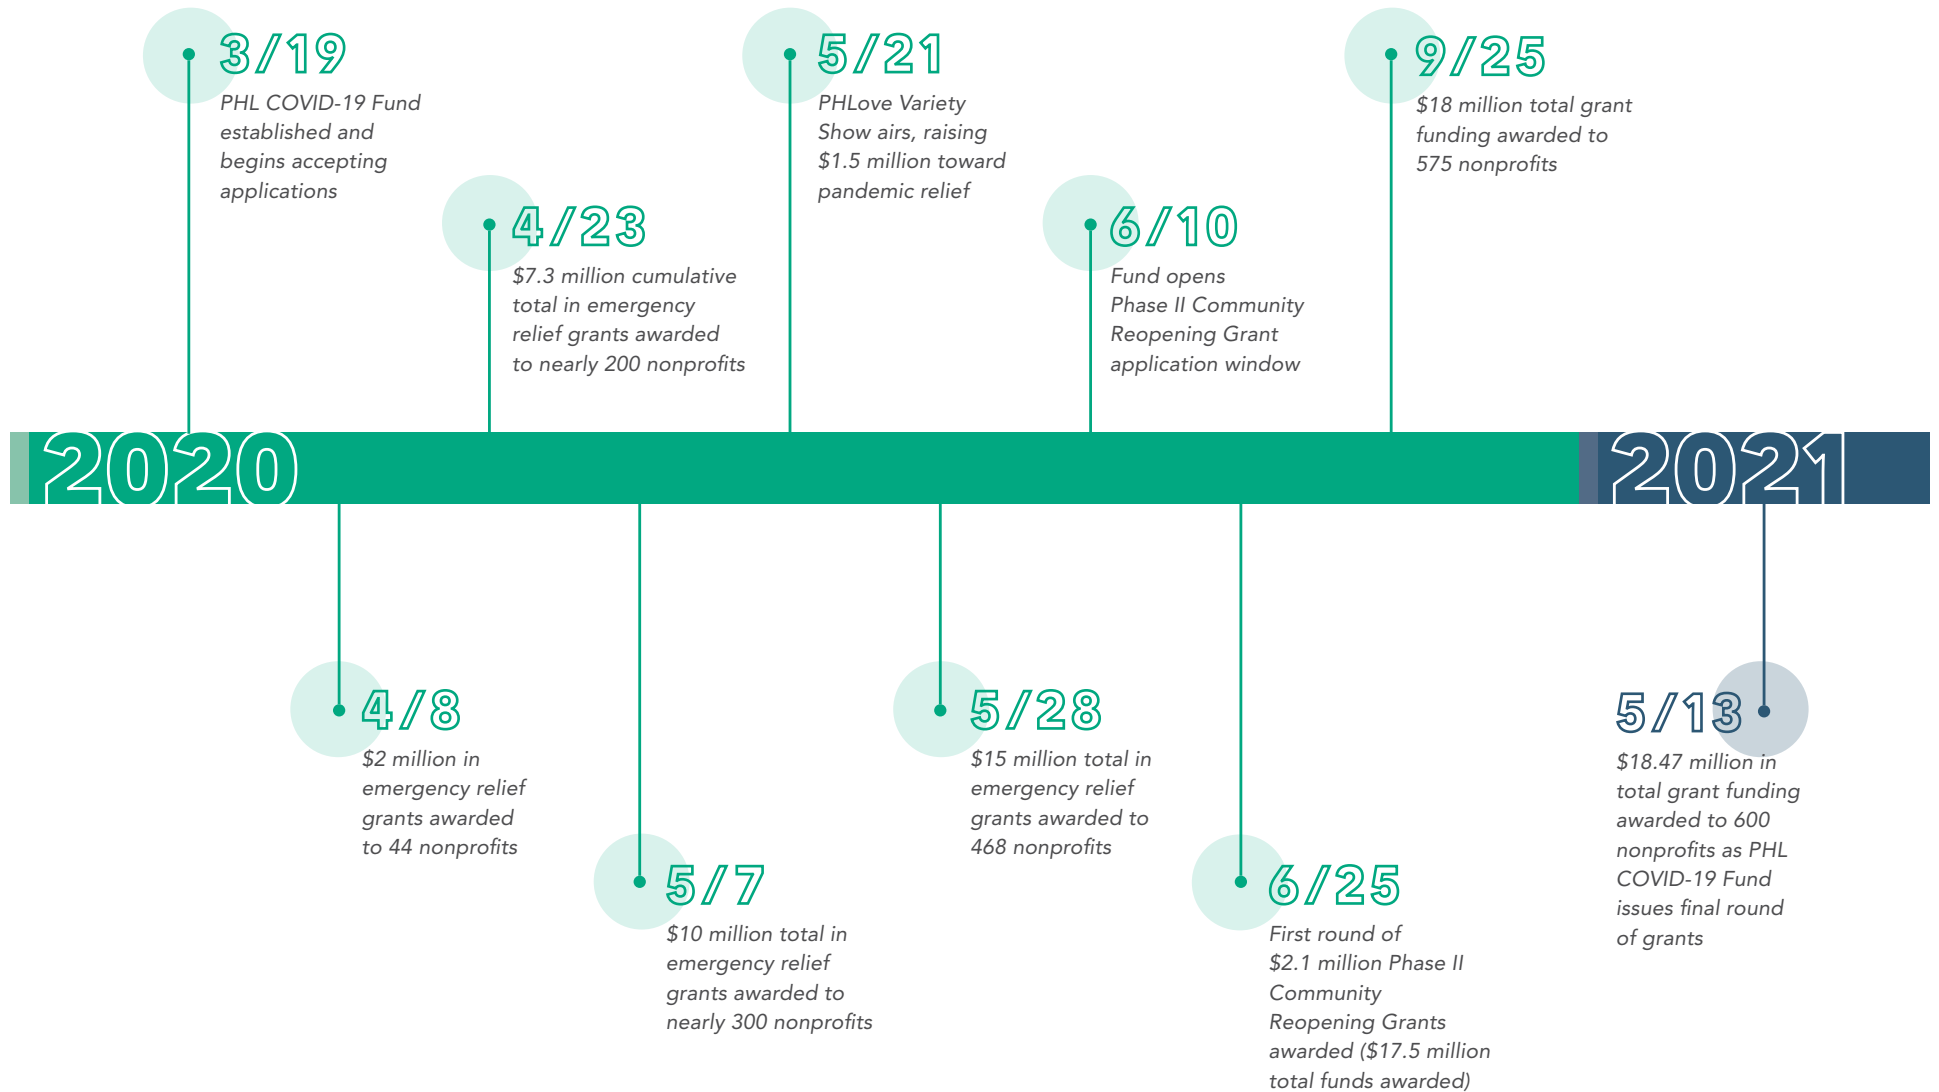 3/19
PHL COVID-19 Fund
established and
begins accepting
applications
4/23
$7.3 million cumulative
total in emergency
relief grants awarded
to nearly 200 nonprofits
5/21
PHLove Variety
Show airs, raising
$1.5 million toward
pandemic relief
6/10
Fund opens
Phase II Community
Reopening Grant
application window
9/25
$18 million total grant
funding awarded to
575 nonprofits
2020
2021
4/8
$2 million in
emergency relief
grants awarded
to 44 nonprofits
5/7
$10 million total in
emergency relief
grants awarded to
nearly 300 nonprofits
5/28
$15 million total in
emergency relief
grants awarded to
468 nonprofits
6/25
First round of
$2.1 million Phase II
Community
Reopening Grants
awarded ($17.5 million
total funds awarded)
5/13
$18.47 million in
total grant funding
awarded to 600
nonprofits as PHL
COVID-19 Fund
issues final round
of grants